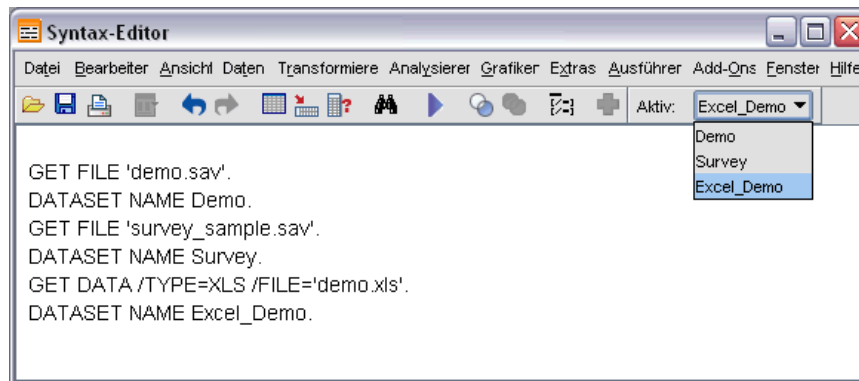 Syntax-Editor
Datei Bearbeiter Ansicht Daten Transformiere Analysierer Grafiker Extras Ausführer Add-Ons Fenster Hilfe
Aktiv: Excel_Demo
Demo
Survey
Excel_Demo
GET FILE 'demo.sav'.
DATASET NAME Demo.
GET FILE 'survey_sample.sav'.
DATASET NAME Survey.
GET DATA /TYPE=XLS /FILE='demo.xls'.
DATASET NAME Excel_Demo.